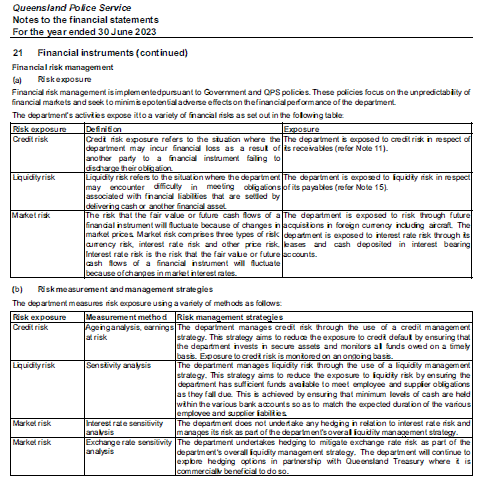 Queensland Police Service
Notes to the financial statements
For the year ended 30 June 2023
21 Financial instruments (continued)
Financial risk management
(a) Risk exposure
Financial risk management is implemented pursuant to Government and QPS policies. These policies focus on the unpredictability
of financial markets and seek to minimise potential adverse effects on the financial performance of the department.
The department's activities expose it to a variety of financial risks as set out in the following table:
Risk exposure Definition Exposure
Credit risk
Credit risk exposure refers to the situation where the
department may incur financial loss as a result of
another party to a financial instrument failing to
discharge their obligation.
The department is exposed to credit risk in respect of
its receivables (refer Note 11).
Liquidity risk
Liquidity risk refers to the situation where the department
may encounter difficulty in meeting obligations
associated with financial liabilities that are settled by
delivering cash or another financial asset.
The department is exposed to liquidity risk in respect
of its payables (refer Note 15).
Market risk
The risk that the fair value or future cash flows of a
financial instrument will fluctuate because of changes in
market prices. Market risk comprises three types of risk:
currency risk, interest rate risk and other price risk.
Interest rate risk is the risk that the fair value or future
cash flows of a financial instrument will fluctuate
because of changes in market interest rates.
The department is exposed to risk through future
acquisitions in foreign currency including aircraft. The
department is exposed to interest rate risk through its
leases and cash deposited in interest bearing
accounts.
(b) Risk measurement and management strategies
The department measures risk exposure using a variety of methods as follows:
Risk exposure Measurement method Risk management strategies
Credit risk
Ageing analysis, earnings
at risk
The department manages credit risk through the use of a credit management
strategy. This strategy aims to reduce the exposure to credit default by ensuring that
the department invests in secure assets and monitors all funds owed on a timely
basis. Exposure to credit risk is monitored on an ongoing basis.
Liquidity risk
Sensitivity analysis
The department manages liquidity risk through the use of a liquidity management
strategy. This strategy aims to reduce the exposure to liquidity risk by ensuring the
department has sufficient funds available to meet employee and supplier obligations
as they fall due. This is achieved by ensuring that minimum levels of cash are held
within the various bank accounts so as to match the expected duration of the various
employee and supplier liabilities.
Market risk
Interest rate sensitivity
analysis
The department does not undertake any hedging in relation to interest rate risk and
manages its risk as part of the department's overall liquidity management strategy.
Market risk
Exchange rate sensitivity
analysis
The department undertakes hedging to mitigate exchange rate risk as part of the
department's overall liquidity management strategy. The department will continue to
explore hedging options in partnership with Queensland Treasury where it is
commercially beneficial to do so.